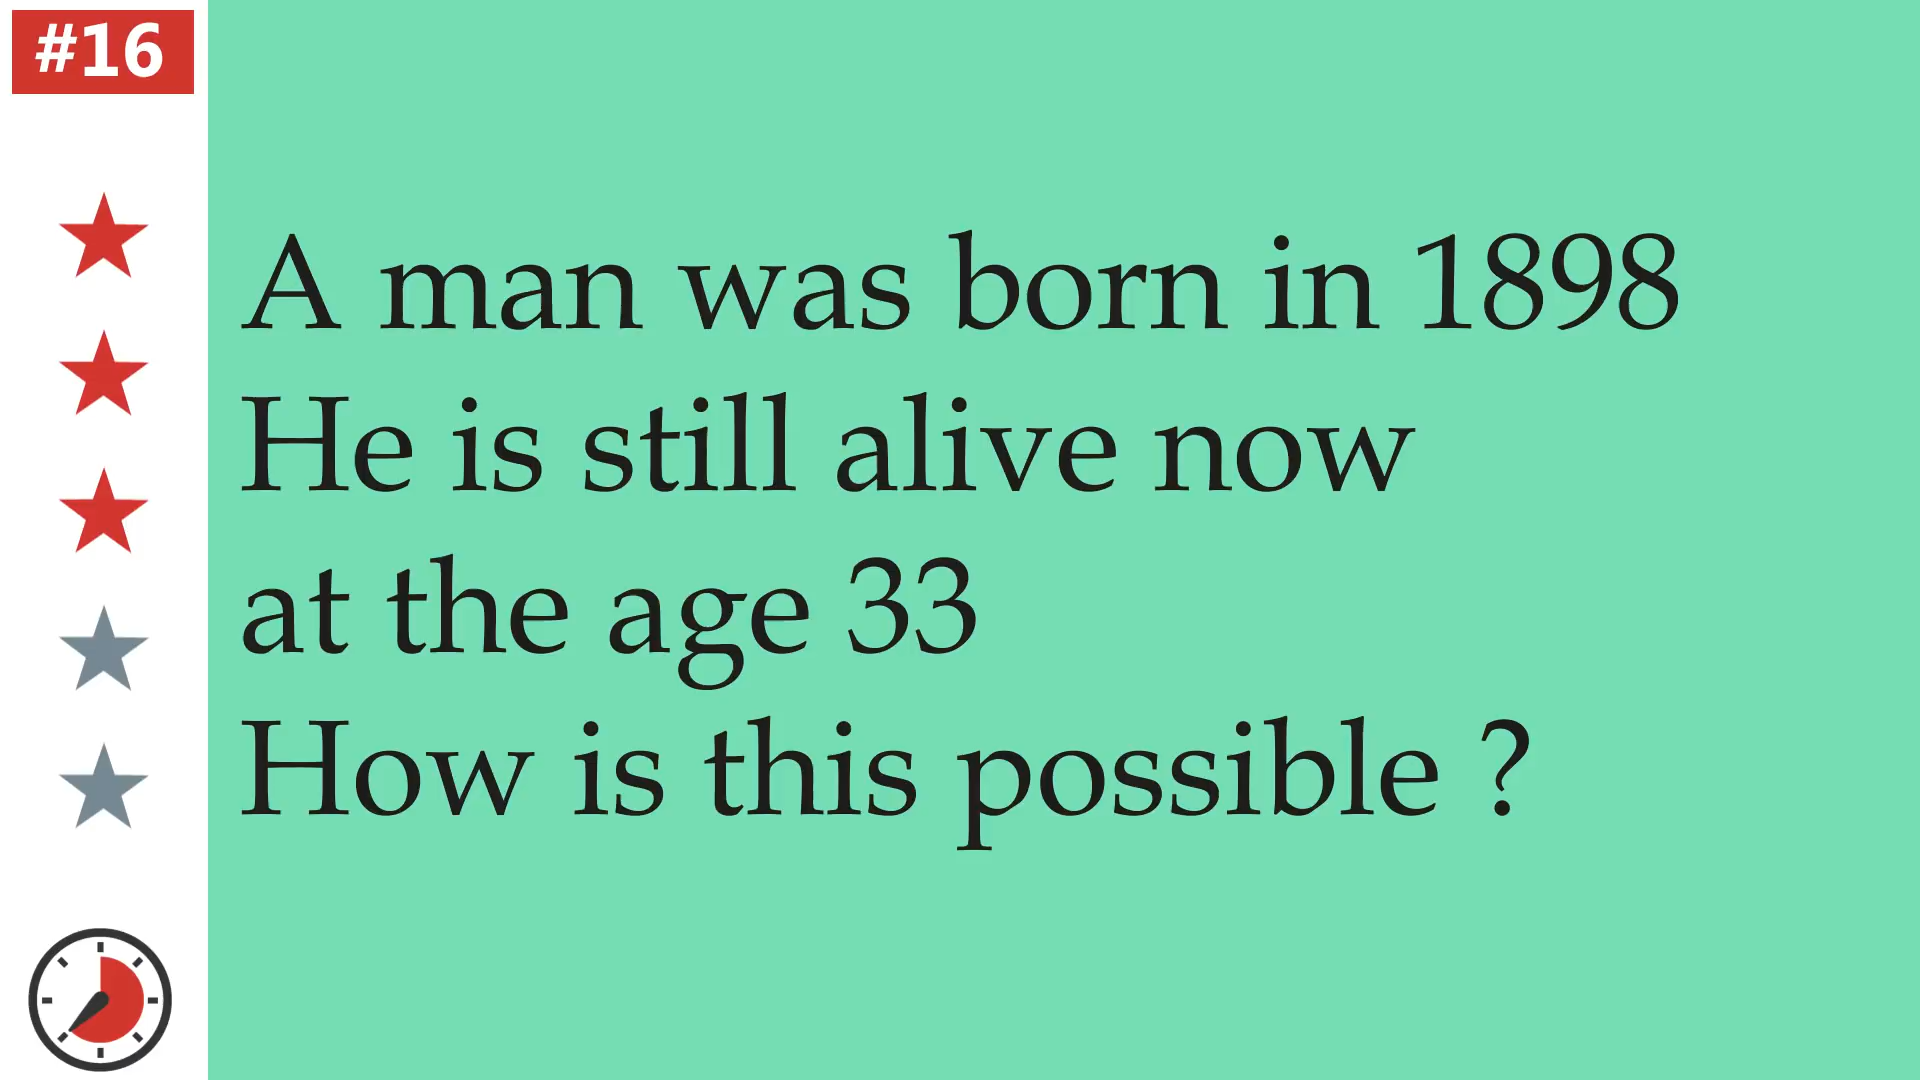 #16
A man was born in 1898
He is still alive now
at the age 33
How is this possible ?